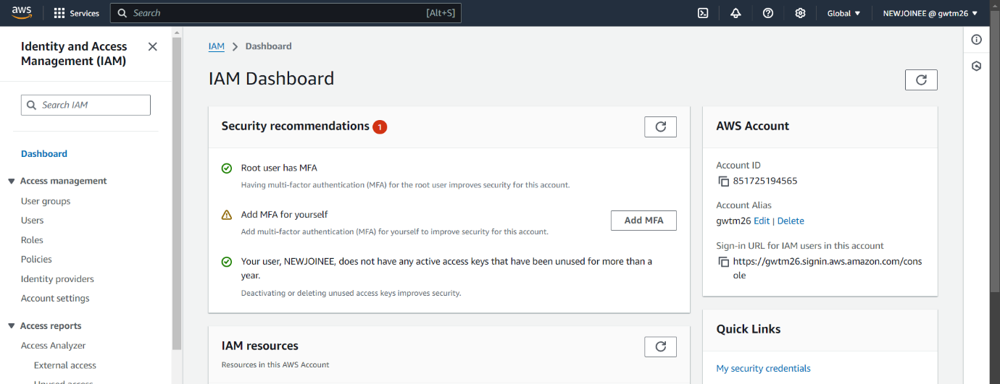 aws
Services
Search
[Alt+S]
Global
NEWJOINEE @ gwtm26
Identity and Access
Management (IAM)
Search IAM
Dashboard
Access management
User groups
Users
Roles
Policies
Identity providers
Account settings
Access reports
Access Analyzer
External access
Unused access
IAM
Dashboard
IAM Dashboard
Security recommendations 1
Root user has MFA
Having multi-factor authentication (MFA) for the root user improves security for this account.
Add MFA for yourself
Add multi-factor authentication (MFA) for yourself to improve security for this account.
Add MFA
Your user, NEWJOINEE, does not have any active access keys that have been unused for more than a
year.
Deactivating or deleting unused access keys improves security.
IAM resources
Resources in this AWS Account
AWS Account
Account ID
851725194565
Account Alias
gwtm26 Edit | Delete
Sign-in URL for IAM users in this account
https://gwtm26.signin.aws.amazon.com/cons
ole
Quick Links
My security credentials